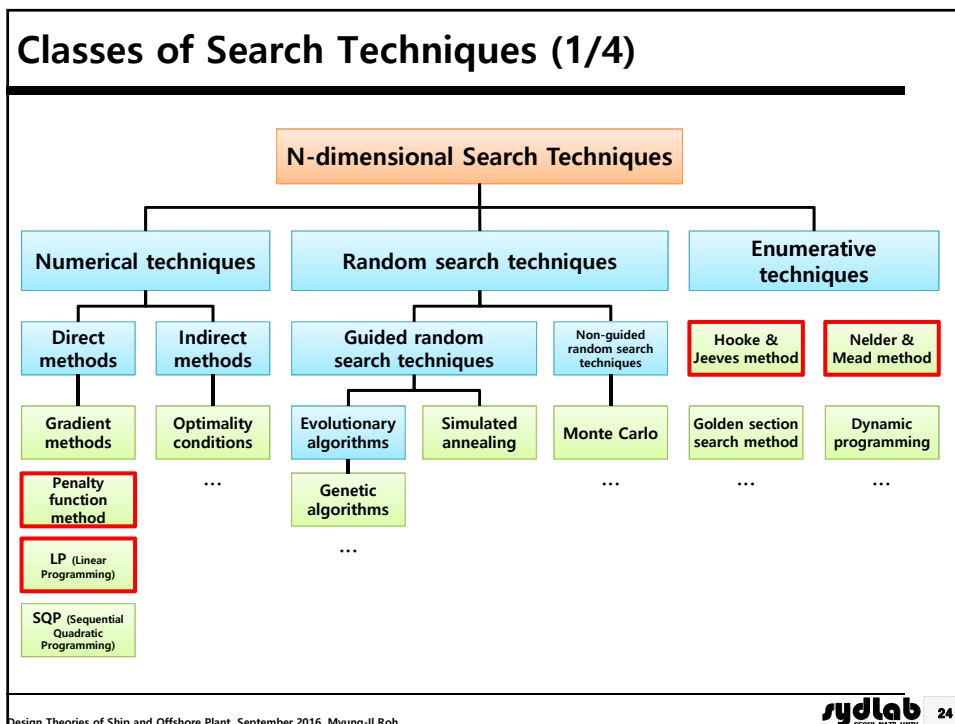 Classes of Search Techniques (1/4)
N-dimensional Search Techniques
Numerical techniques
Random search techniques
Enumerative
techniques
Direct
methods
Indirect
methods
Guided random
search techniques
Non-guided
random search
techniques
Hooke &
Jeeves method
Nelder &
Mead method
Gradient
methods
Optimality
conditions
Evolutionary
algorithms
Simulated
annealing
Monte Carlo
Golden section
search method
Dynamic
programming
Penalty
function
method
...
Genetic
algorithms
...
...
...
...
LP (Linear
Programming)
SQP (Sequential
Quadratic
Programming)
Design Theories of Ship and Offshore Plant, September 2016, Myung-Il Roh
sydlab
24